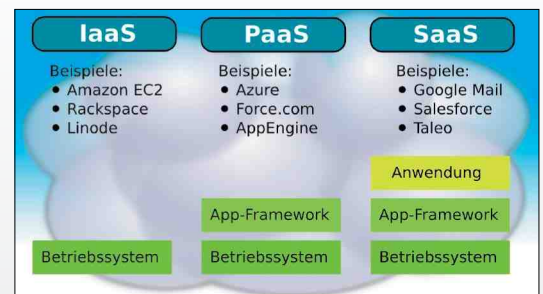 IaaS
Beispiele:
• Amazon EC2
• Rackspace
• Linode
Betriebssystem
PaaS
Beispiele:
• Azure
• Force.com
• AppEngine
App-Framework
Betriebssystem
SaaS
Beispiele:
• Google Mail
• Salesforce
• Taleo
Anwendung
App-Framework
Betriebssystem